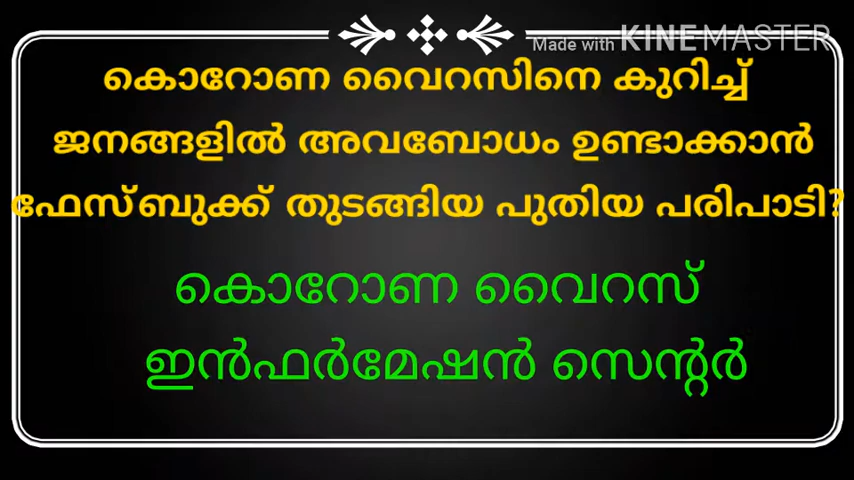 Made with KINEMASTER
കൊറോണ വൈറസിനെ കുറിച്ച്
ജനങ്ങളിൽ അവബോധം ഉണ്ടാക്കാൻ
ഫേസ്ബുക്ക് തുടങ്ങിയ പുതിയ പരിപാടി?
കൊറോണ വൈറസ്
ഇൻഫർമേഷൻ സെന്റർ